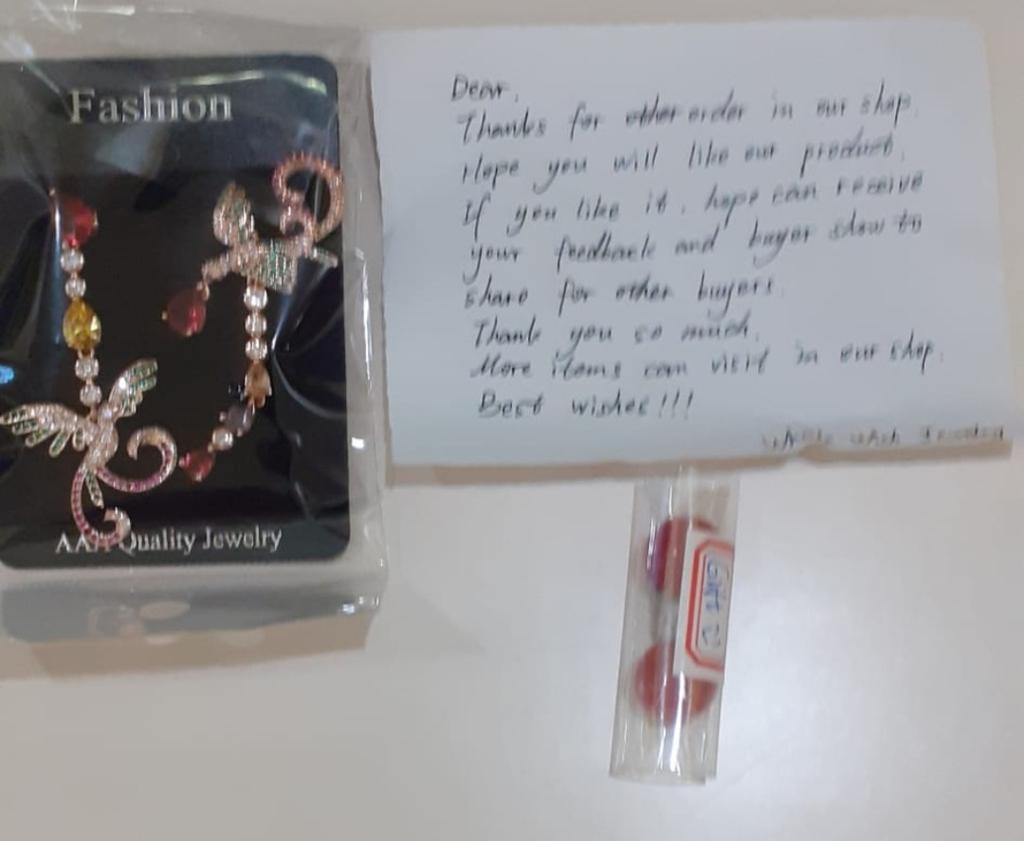 Fashion
AAA Quality Jewelry
Dear,
Thanks for other order in our shop.
Hope you will like our product.
If you like it, hope can receive
your feedback and buyer show to
share for other buyers.
Thank you so much.
More items can visit in our shop.
Best wishes!!!
Gift